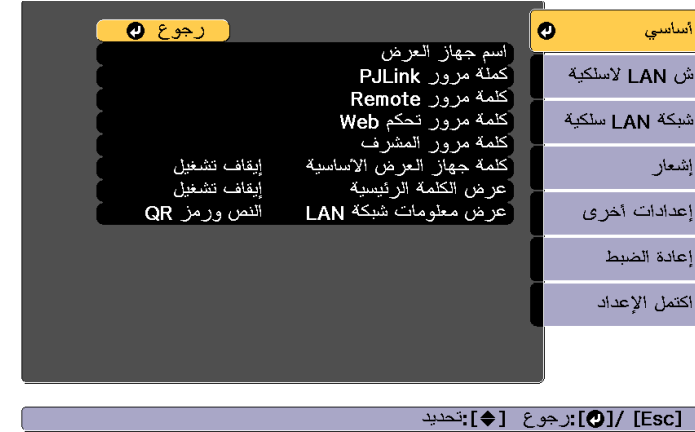 أساسي
ش LAN لاسلكية
شبكة LAN سلكية
إشعار
إعدادات أخرى
إعادة الضبط
اكتمل الإعداد
رجوع
اسم جهاز العرض
كملة مرور PJLink
كلمة مرور Remote
كلمة مرور تحكم Web
كلمة مرور المشرف
كلمة جهاز العرض الأساسية إيقاف تشغيل
عرض الكلمة الرئيسية إيقاف تشغيل
عرض معلومات شبكة LAN النص ورمز QR
[Esc] /[]:رجوع []:تحديد